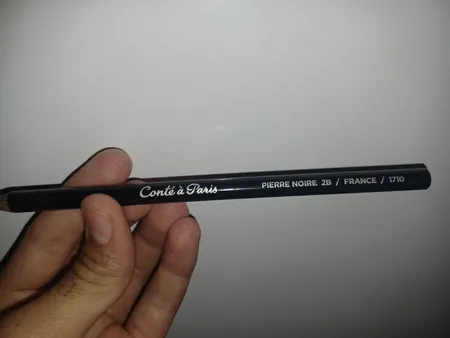 Conté à Paris PIERRE NOIRE 2B / FRANCE / 1710